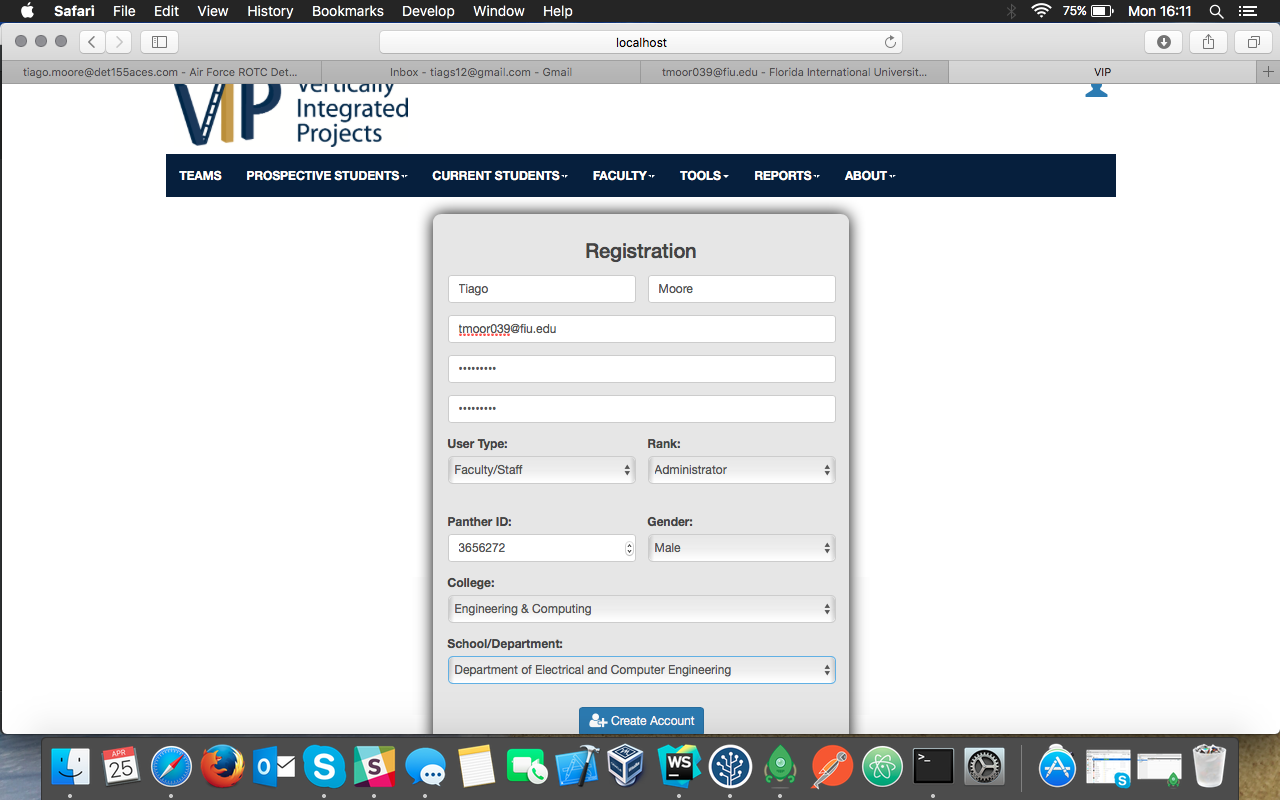 Safari File Edit View History Bookmarks Develop Window Help 75% Mon 16:11
localhost
tiago.moore@det155aces.com - Air Force ROTC Det... Inbox - tiags12@gmail.com - Gmail tmoor039@fiu.edu - Florida International Universit... VIP
VIP
Vertically
Integrated
Projects
TEAMS PROSPECTIVE STUDENTS CURRENT STUDENTS FACULTY TOOLS REPORTS ABOUT
Registration
Tiago Moore
tmoor039@fiu.edu
•••••••••
•••••••••
User Type: Rank:
Faculty/Staff Administrator
Panther ID: Gender:
3656272 Male
College:
Engineering & Computing
School/Department:
Department of Electrical and Computer Engineering
Create Account
APR
25
WS
>_